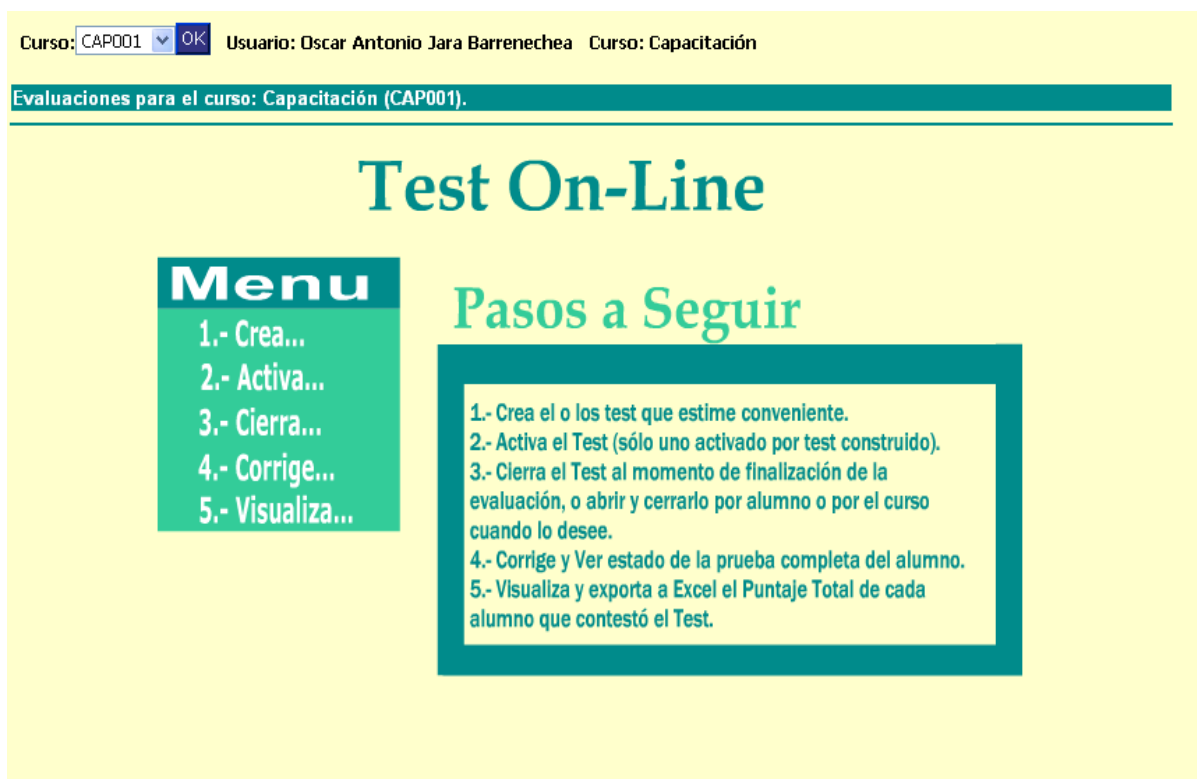 Curso: CAP001 OK Usuario: Oscar Antonio Jara Barrenechea Curso: Capacitación
Evaluaciones para el curso: Capacitación (CAP001).
Test On-Line
Menu
1.- Crea...
2.- Activa...
3.- Cierra...
4.- Corrige...
5.- Visualiza...
Pasos a Seguir
1.- Crea el o los test que estime conveniente.
2.- Activa el Test (sólo uno activado por test construido).
3.- Cierra el Test al momento de finalización de la
evaluación, o abrir y cerrarlo por alumno o por el curso
cuando lo desee.
4.- Corrige y Ver estado de la prueba completa del alumno.
5.- Visualiza y exporta a Excel el Puntaje Total de cada
alumno que contestó el Test.